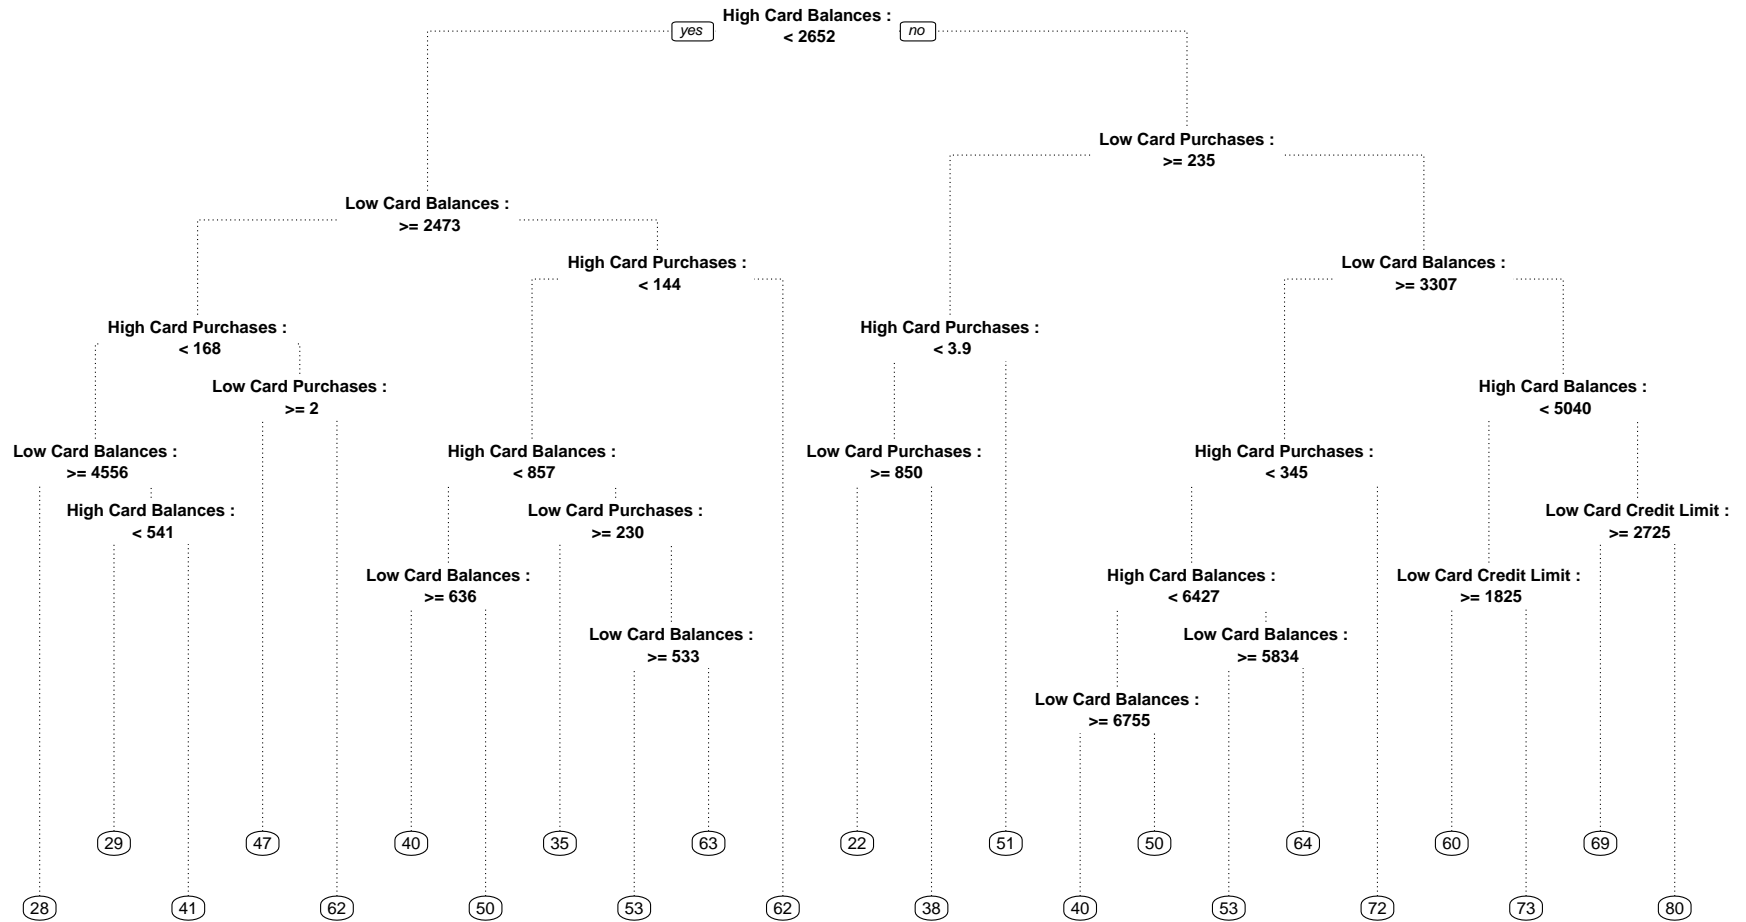 High Card Balances :
< 2652
yes
no
Low Card Purchases :
>= 235
Low Card Balances :
>= 2473
High Card Purchases :
< 144
Low Card Balances :
>= 3307
High Card Purchases :
< 168
High Card Purchases :
< 3.9
Low Card Purchases :
>= 2
High Card Balances :
< 5040
Low Card Balances :
>= 4556
High Card Balances :
< 857
Low Card Purchases :
>= 850
High Card Purchases :
< 345
High Card Balances :
< 541
Low Card Purchases :
>= 230
Low Card Credit Limit :
>= 2725
Low Card Balances :
>= 636
High Card Balances :
< 6427
Low Card Credit Limit :
>= 1825
Low Card Balances :
>= 533
Low Card Balances :
>= 5834
Low Card Balances :
>= 6755
29 47 40 35 63 22 51 50 64 60 69
28 41 62 50 53 62 38 40 53 72 73 80